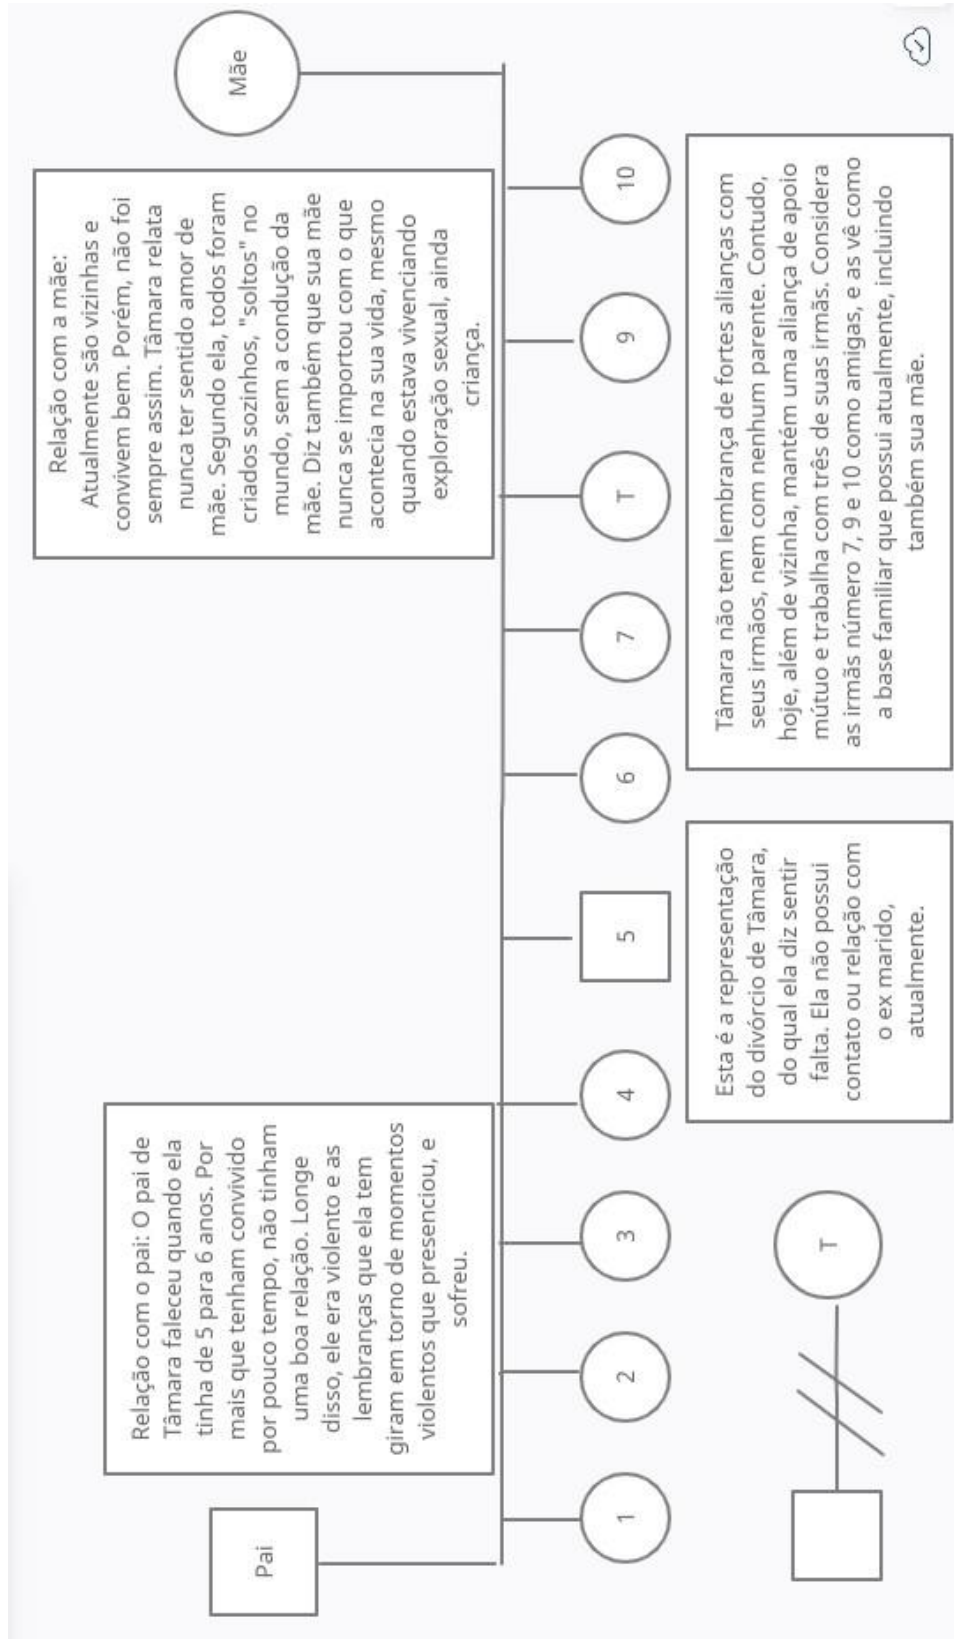 Pai
Relação com o pai: O pai de
Tâmara faleceu quando ela
tinha de 5 para 6 anos. Por
mais que tenham convivido
por pouco tempo, não tinham
uma boa relação. Longe
disso, ele era violento e as
lembranças que ela tem
giram em torno de momentos
violentos que presenciou, e
sofreu.
Relação com a mãe:
Atualmente são vizinhas e
convivem bem. Porém, não foi
sempre assim. Tâmara relata
nunca ter sentido amor de
mãe. Segundo ela, todos foram
criados sozinhos, "soltos" no
mundo, sem a condução da
mãe. Diz também que sua mãe
nunca se importou com o que
acontecia na sua vida, mesmo
quando estava vivenciando
exploração sexual, ainda
criança.
Mãe
1
2
3
4
5
6
7
T
9
10
T
Esta é a representação
do divórcio de Tâmara,
do qual ela diz sentir
falta. Ela não possui
contato ou relação com
o ex marido,
atualmente.
Tâmara não tem lembrança de fortes alianças com
seus irmãos, nem com nenhum parente. Contudo,
hoje, além de vizinha, mantém uma aliança de apoio
mútuo e trabalha com três de suas irmãs. Considera
as irmãs número 7, 9 e 10 como amigas, e as vê como
a base familiar que possui atualmente, incluindo
também sua mãe.